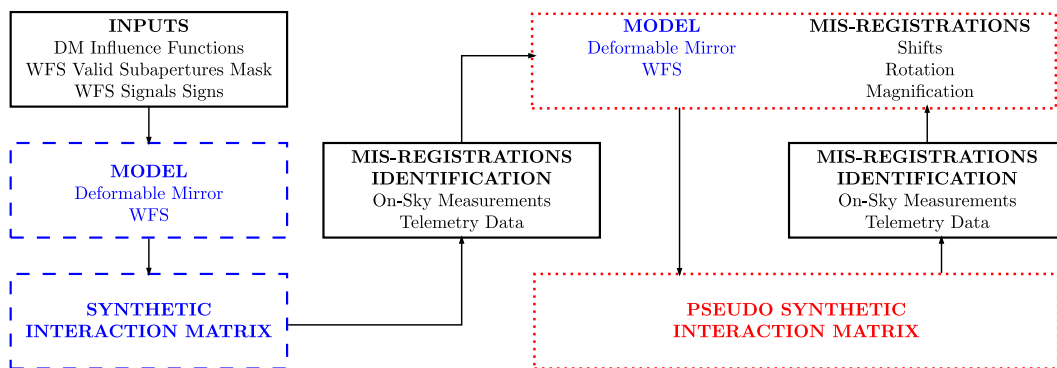 INPUTS
DM Influence Functions
WFS Valid Subapertures Mask
WFS Signals Signs
MODEL
Deformable Mirror
WFS
SYNTHETIC
INTERACTION MATRIX
MIS-REGISTRATIONS
IDENTIFICATION
On-Sky Measurements
Telemetry Data
MODEL
Deformable Mirror
WFS
MIS-REGISTRATIONS
Shifts
Rotation
Magnification
MIS-REGISTRATIONS
IDENTIFICATION
On-Sky Measurements
Telemetry Data
PSEUDO SYNTHETIC
INTERACTION MATRIX